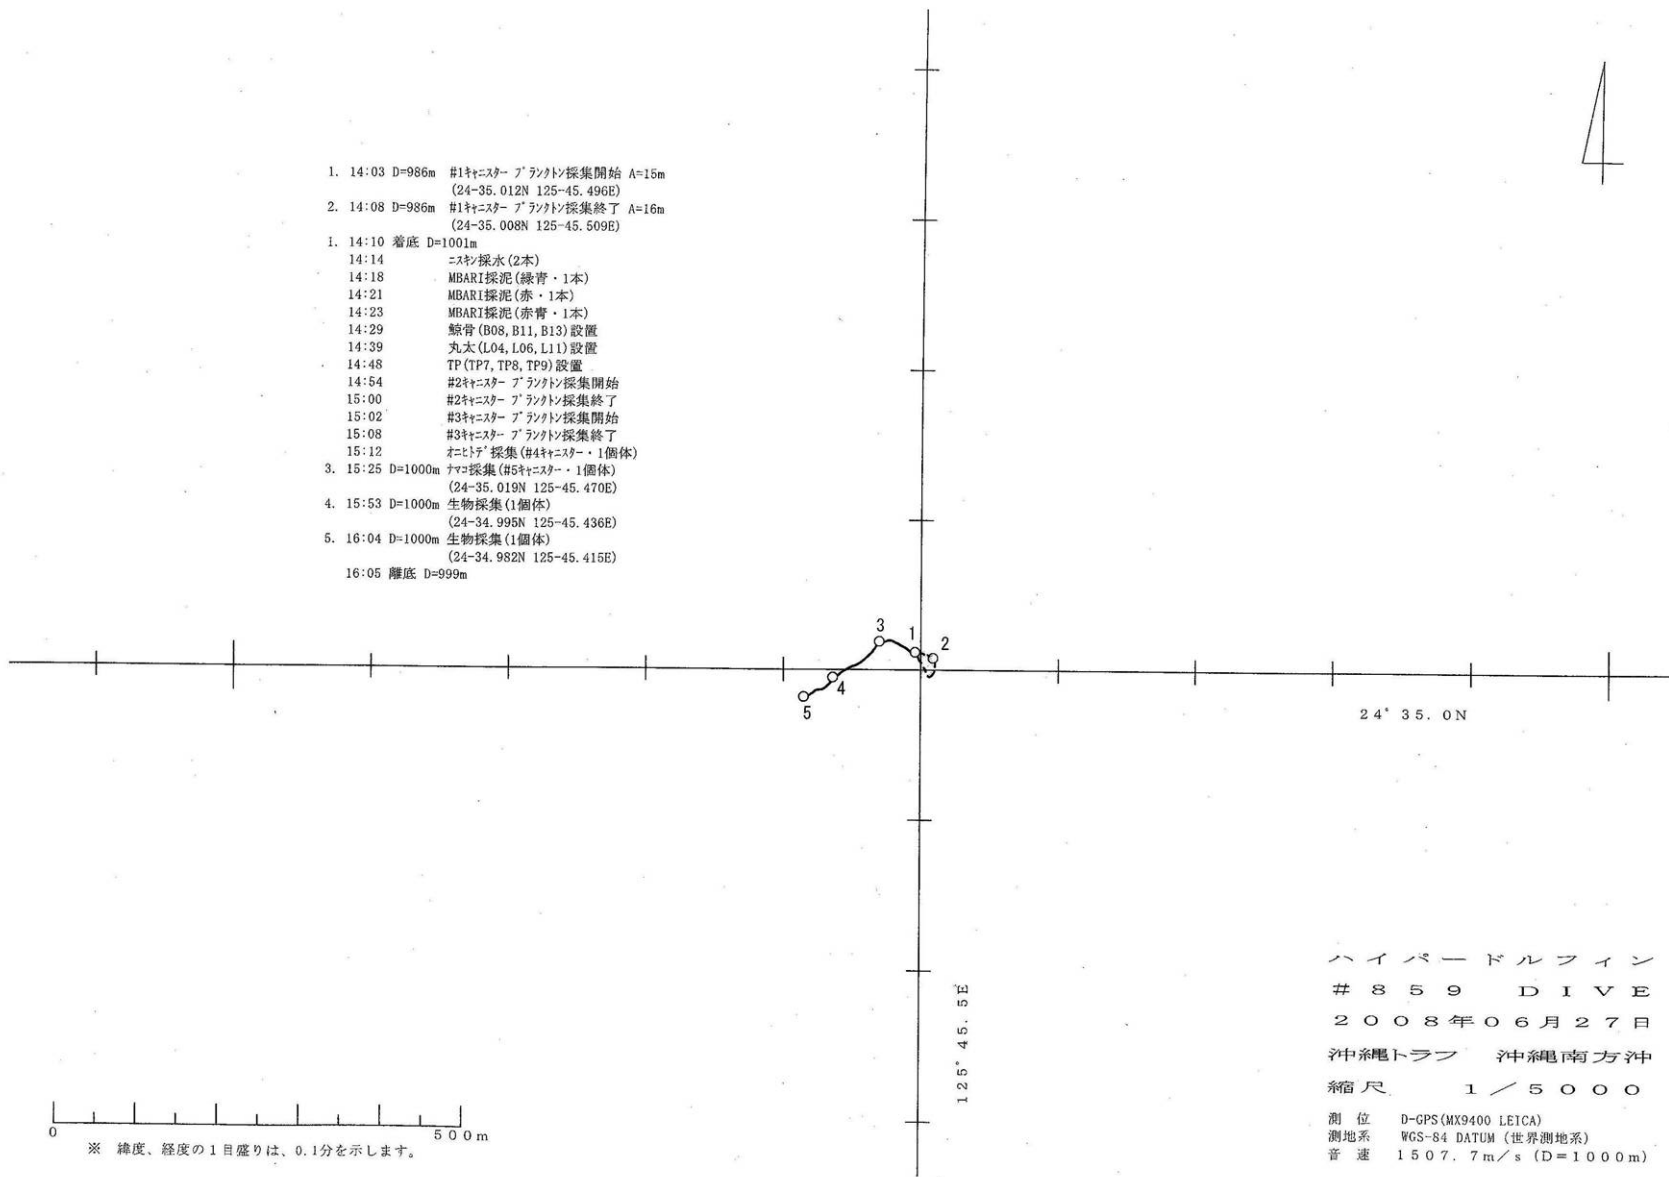 1. 14:03 D=986m #1キャニスター プランクトン採集開始 A=15m
(24-35.012N 125-45.496E)
2. 14:08 D=986m #1キャニスター プランクトン採集終了 A=16m
(24-35.008N 125-45.509E)
1. 14:10 着底 D=1001m
14:14 ニスキン採水(2本)
14:18 MBARI採泥(緑青・1本)
14:21 MBARI採泥(赤・1本)
14:23 MBARI採泥(赤青・1本)
14:29 鯨骨(B08,B11,B13)設置
14:39 丸太(L04,L06,L11)設置
14:48 TP(TP7,TP8,TP9)設置
14:54 #2キャニスター プランクトン採集開始
15:00 #2キャニスター プランクトン採集終了
15:02 #3キャニスター プランクトン採集開始
15:08 #3キャニスター プランクトン採集終了
15:12 オニヒトデ採集(#4キャニスター・1個体)
3. 15:25 D=1000m ナマコ採集(#5キャニスター・1個体)
(24-35.019N 125-45.470E)
4. 15:53 D=1000m 生物採集(1個体)
(24-34.995N 125-45.436E)
5. 16:04 D=1000m 生物採集(1個体)
(24-34.982N 125-45.415E)
16:05 離底 D=999m
3
1
2
4
5
24°35.0N
125°45.5E
ハイパードルフィン
#859 DIVE
2008年06月27日
沖縄トラフ 沖縄南方沖
縮尺 1/5000
測位 D-GPS(MX9400 LEICA)
測地系 WGS-84 DATUM (世界測地系)
音速 1507.7m/s (D=1000m)
0 500m
※ 緯度、経度の1目盛りは、0.1分を示します。